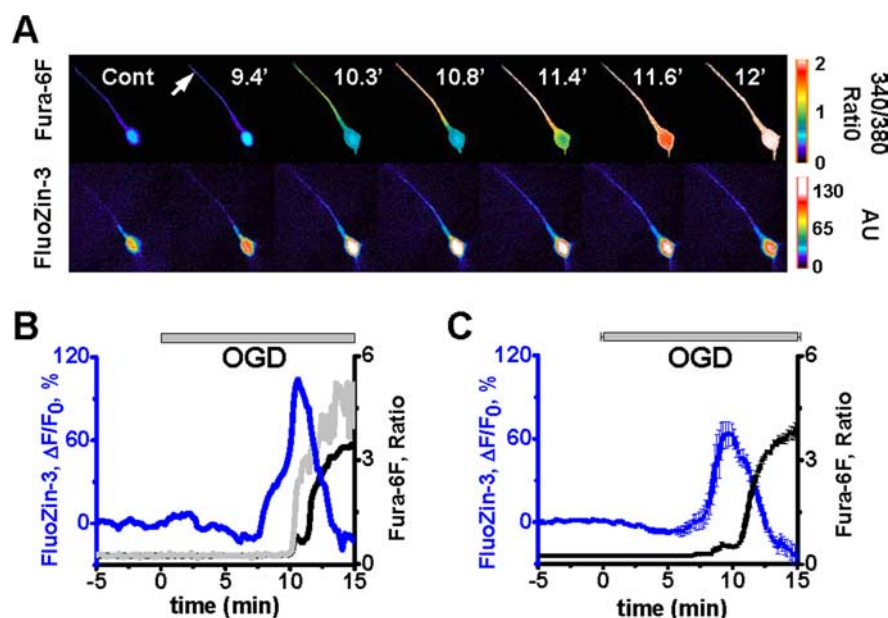 A
Fura-6F
Cont 9.4’ 10.3’ 10.8’ 11.4’ 11.6’ 12’
2
1
0
340/380
Rati0
FluoZin-3
130
65
0
AU
B
OGD
FluoZin-3, ΔF/F0, %
120
60
0
6
3
0
Fura-6F, Ratio
-5 0 5 10 15
time (min)
C
OGD
FluoZin-3, ΔF/F0, %
120
60
0
6
3
0
Fura-6F, Ratio
-5 0 5 10 15
time (min)